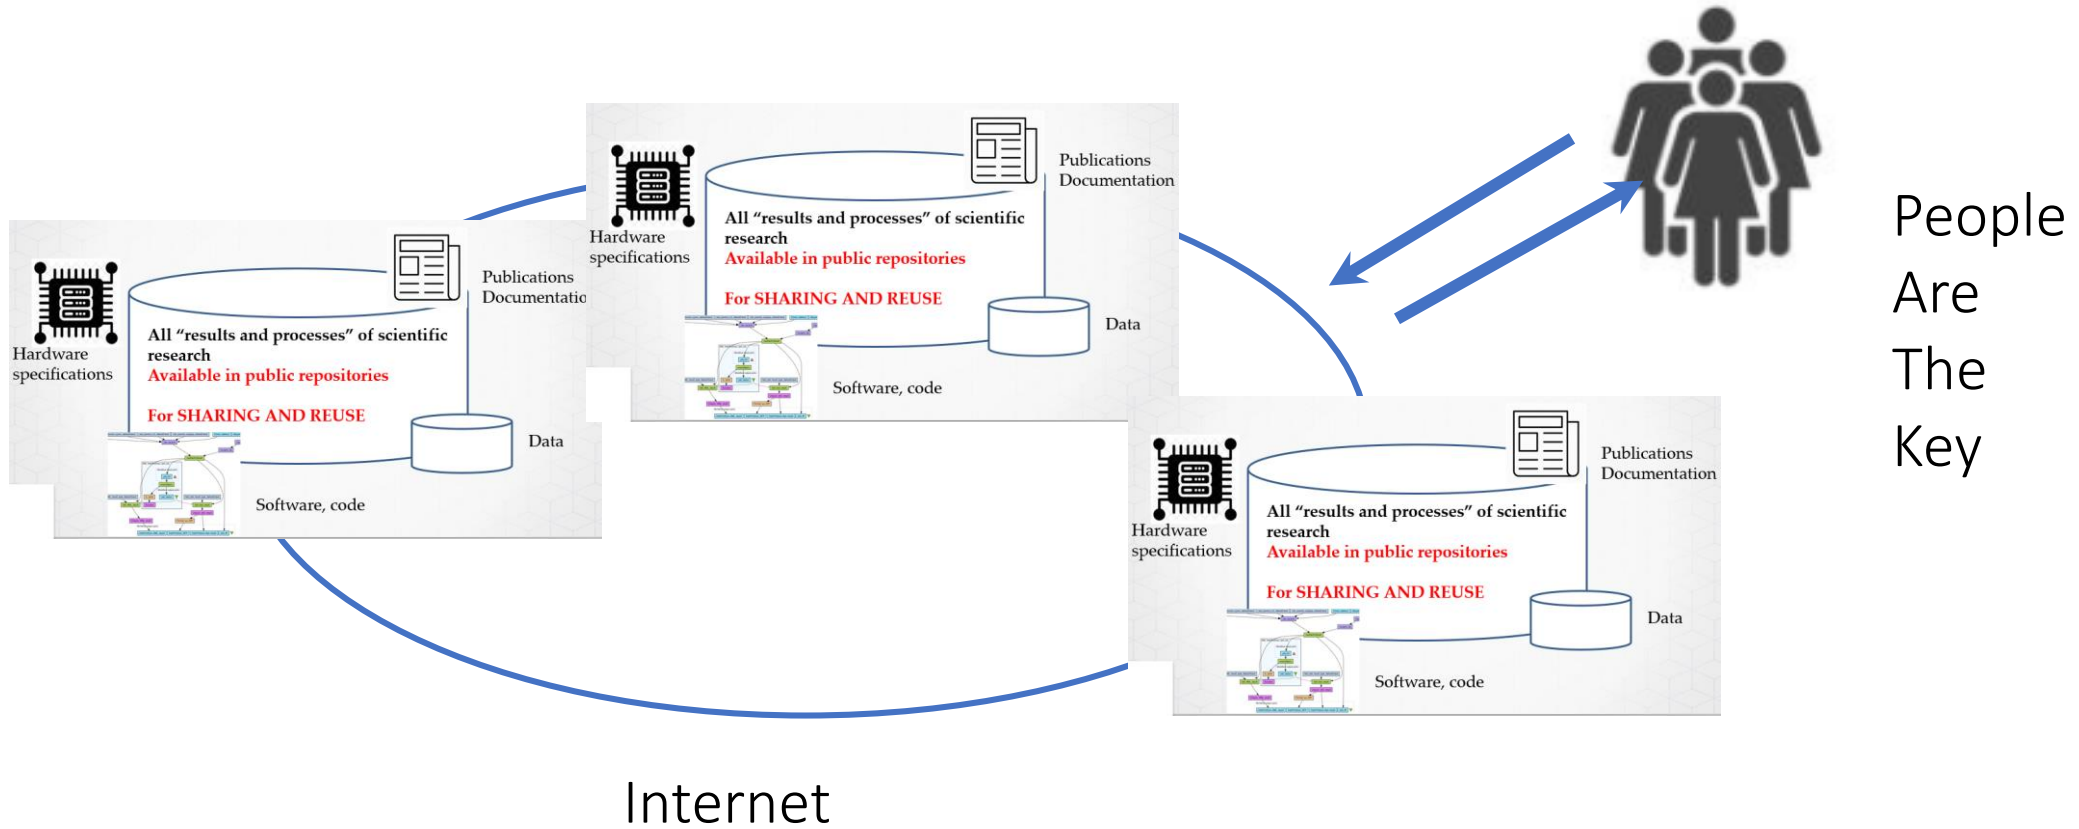 Publications
Documentatio
Hardware
specifications
All “results and processes” of scientific
research
Available in public repositories
For SHARING AND REUSE
Data
Software, code
Publications
Documentation
Hardware
specifications
All “results and processes” of scientific
research
Available in public repositories
For SHARING AND REUSE
Data
Software, code
Publications
Documentation
Hardware
specifications
All “results and processes” of scientific
research
Available in public repositories
For SHARING AND REUSE
Data
Software, code
People
Are
The
Key
Internet